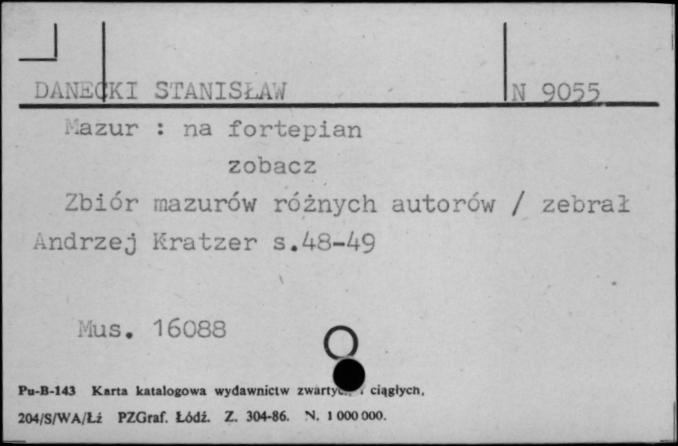 DANECKI STANISŁAW N 9055
Mazur : na fortepian
zobacz
Zbiór mazurów różnych autorów / zebrał
Andrzej Kratzer s.48-49
Mus. 16088
Pu-B-143 Karta katalogowa wydawnictw zwartych i ciągłych,
204/S/WA/Łż PZGraf. Łódź. Z. 304-86. N. 1 000 000.